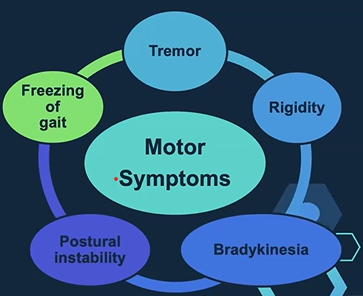 Tremor
Freezing
of
gait
Rigidity
Motor
Symptoms
Postural
instability
Bradykinesia